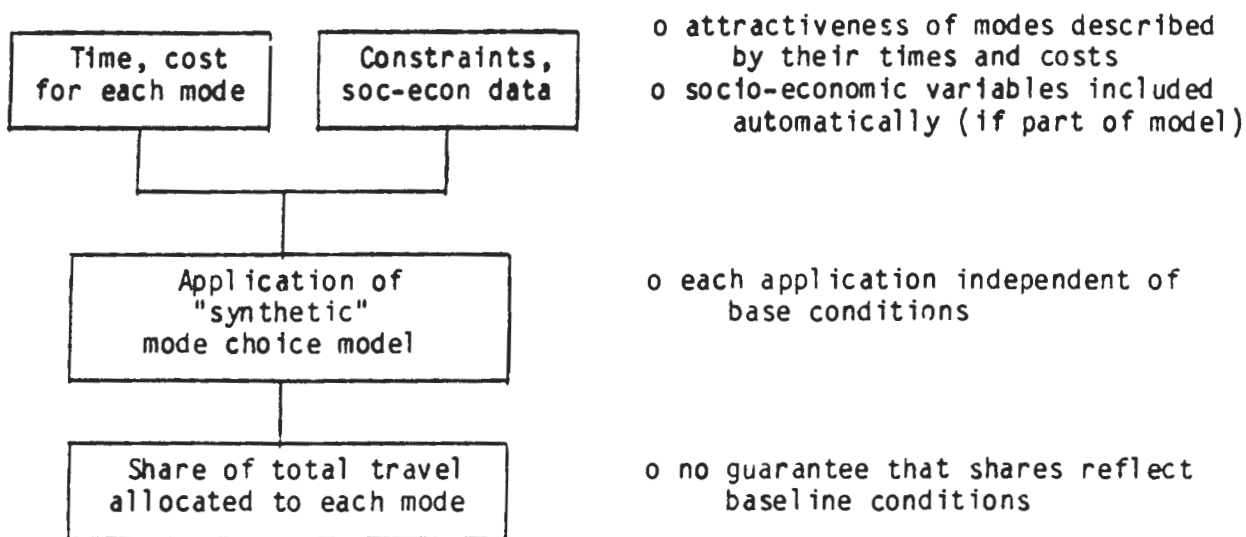 Time, cost
for each mode
Constraints,
soc-econ data
o attractiveness of modes described
by their times and costs
o socio-economic variables included
automatically (if part of model)
Application of
"synthetic"
mode choice model
o each application independent of
base conditions
Share of total travel
allocated to each mode
o no guarantee that shares reflect
baseline conditions